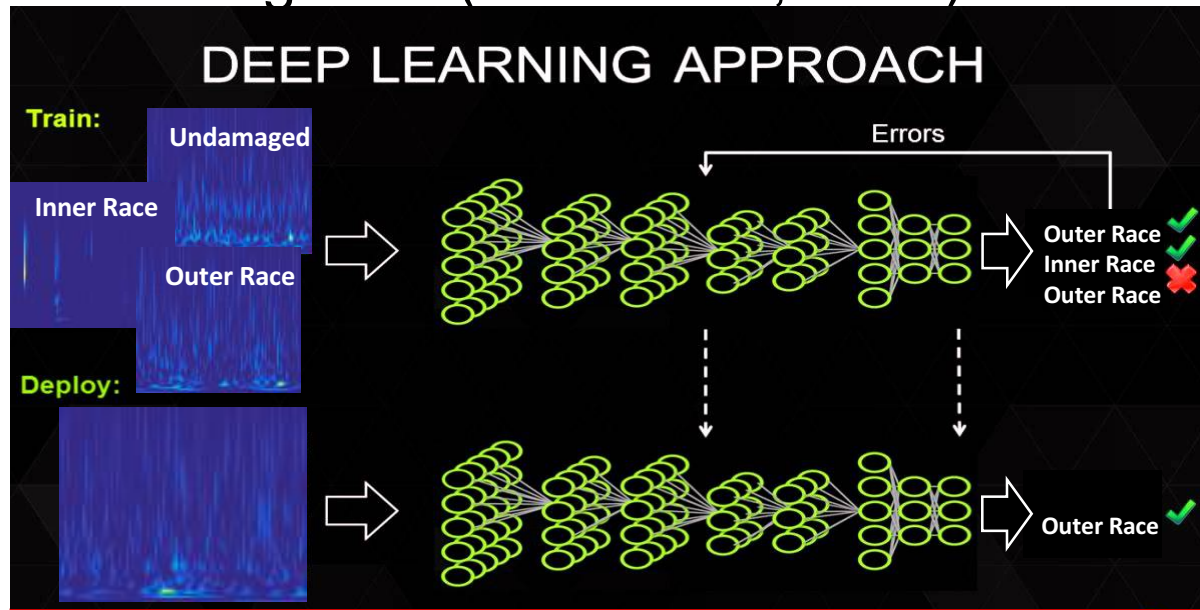 DEEP LEARNING APPROACH
Train:
Undamaged
Inner Race
Outer Race
Errors
Outer Race
Inner Race
Outer Race
Deploy:
Outer Race